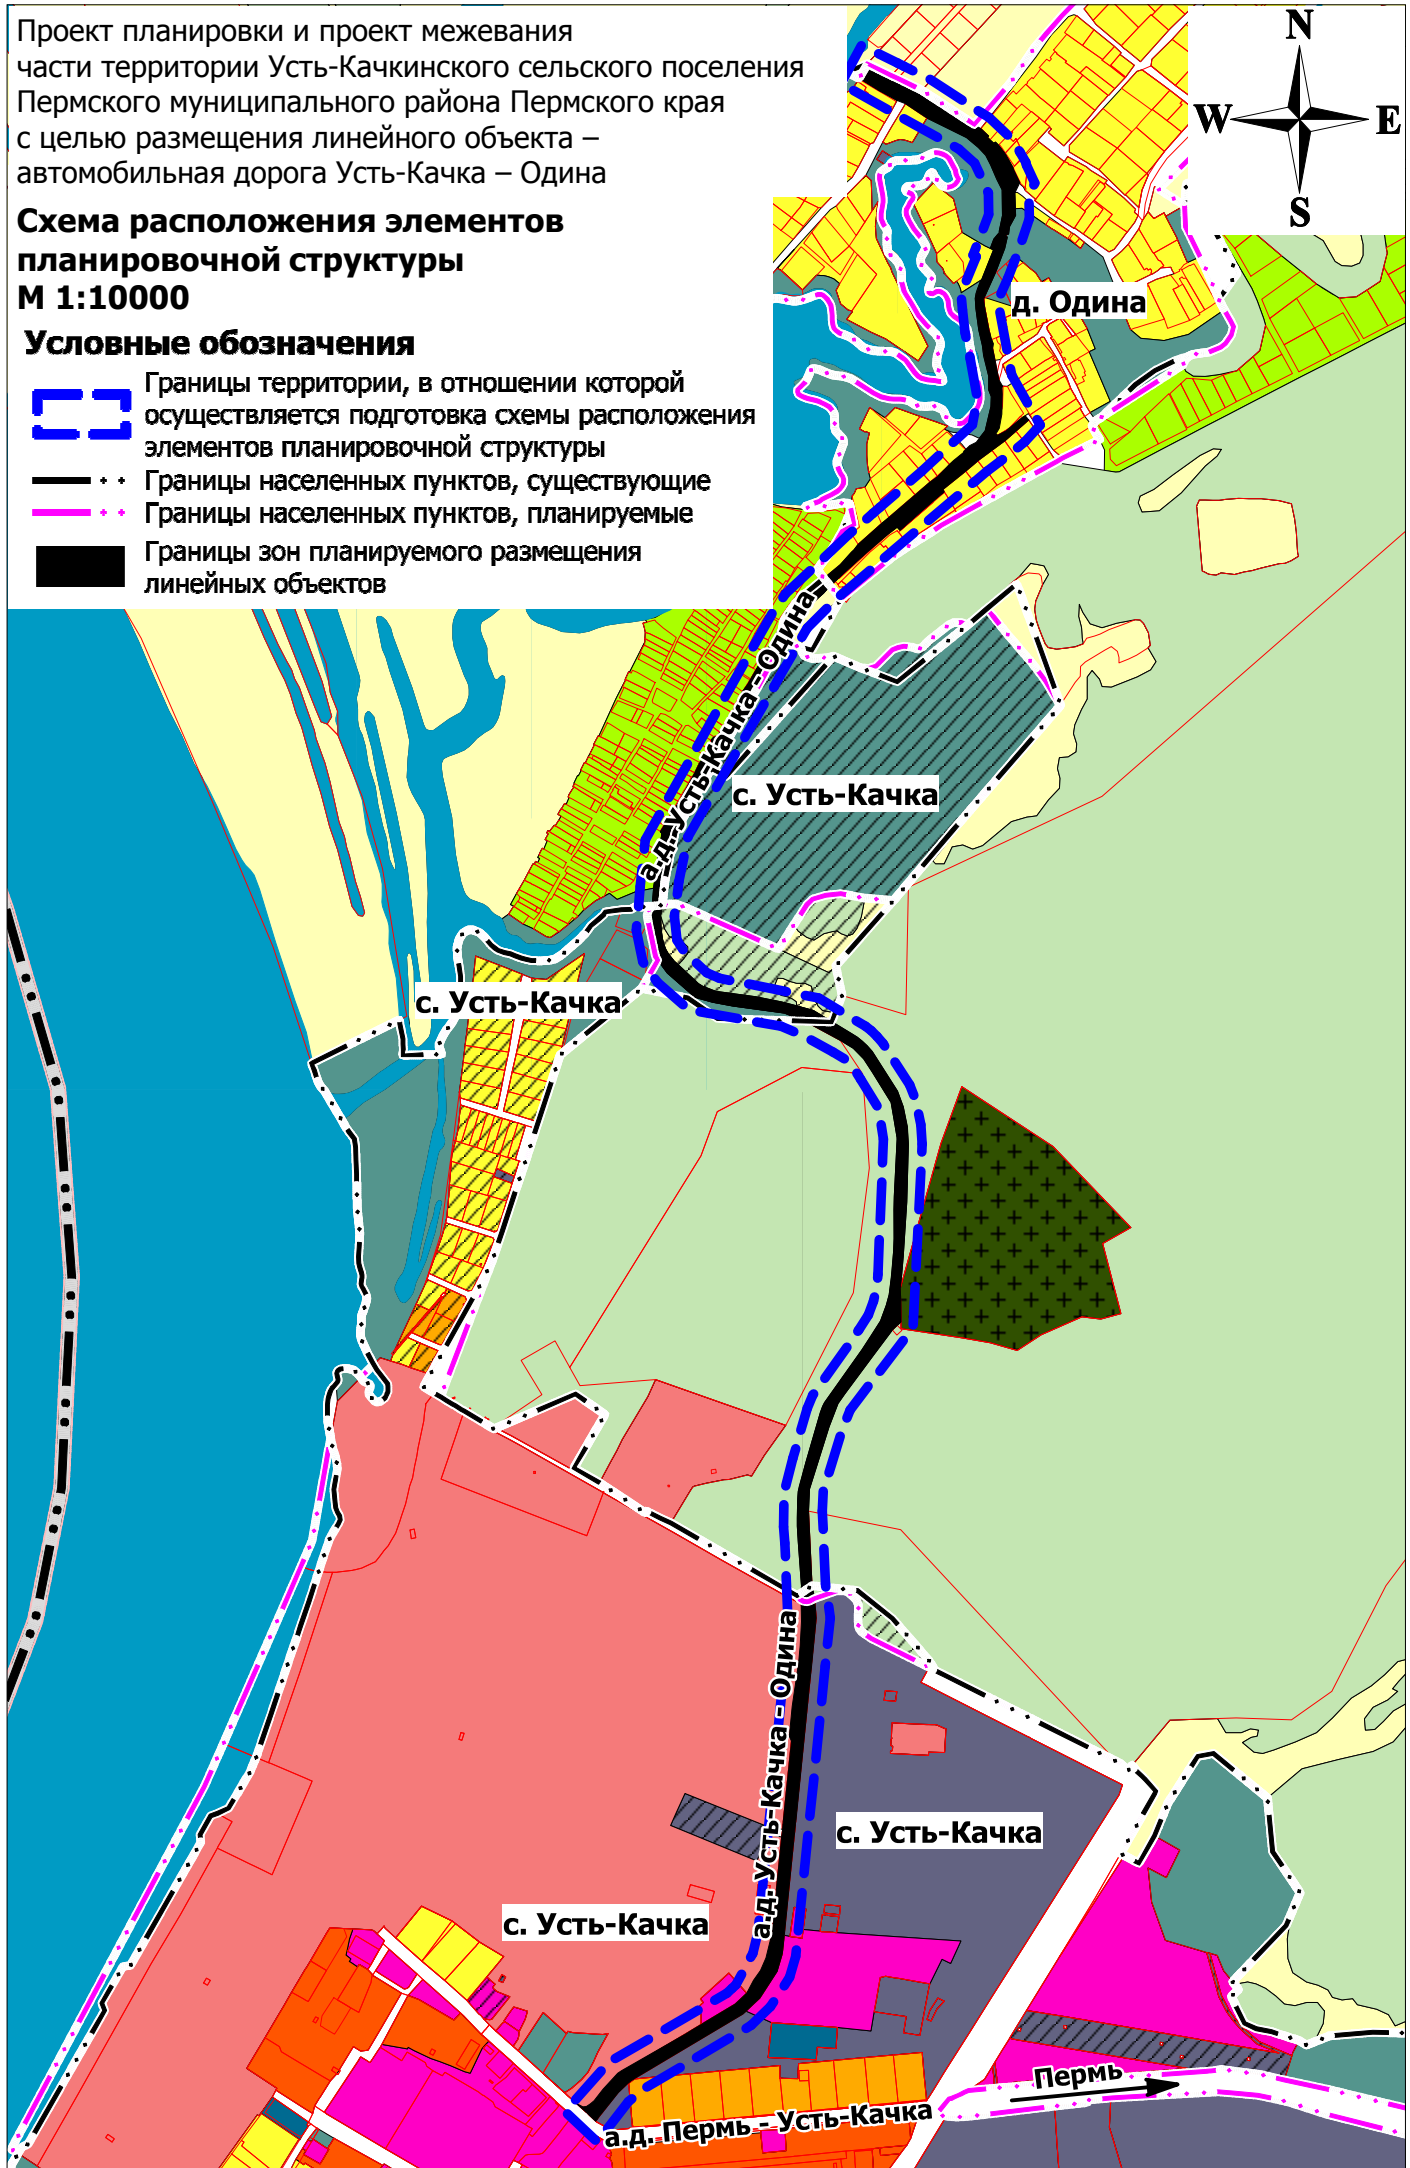 Проект планировки и проект межевания
части территории Усть-Качкинского сельского поселения
Пермского муниципального района Пермского края
с целью размещения линейного объекта –
автомобильная дорога Усть-Качка – Одина
Схема расположения элементов
планировочной структуры
М 1:10000
Условные обозначения
Границы территории, в отношении которой
осуществляется подготовка схемы расположения
элементов планировочной структуры
Границы населенных пунктов, существующие
Границы населенных пунктов, планируемые
Границы зон планируемого размещения
линейных объектов
N
W
E
S
д. Одина
а.д. Усть-Качка - Одина
с. Усть-Качка
с. Усть-Качка
а.д. Усть-Качка - Одина
с. Усть-Качка
с. Усть-Качка
Пермь
а.д. Пермь - Усть-Качка